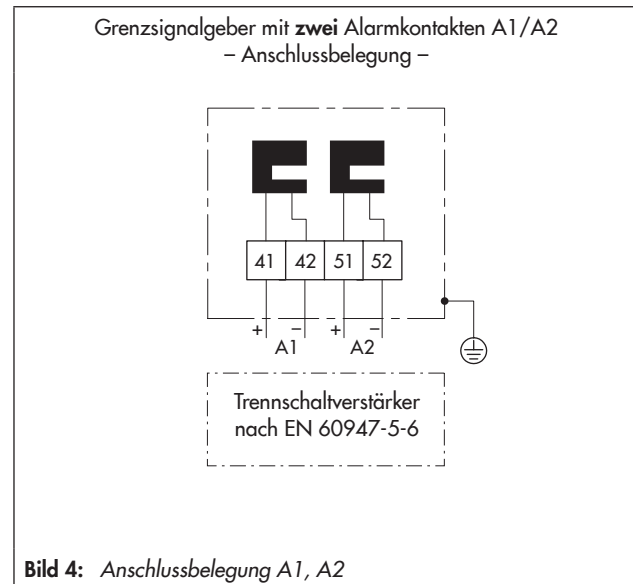 Grenzsignalgeber mit zwei Alarmkontakten A1/A2
– Anschlussbelegung –
41 42 51 52
+ – + –
A1 A2
Trennschaltverstärker
nach EN 60947-5-6
Bild 4: Anschlussbelegung A1, A2